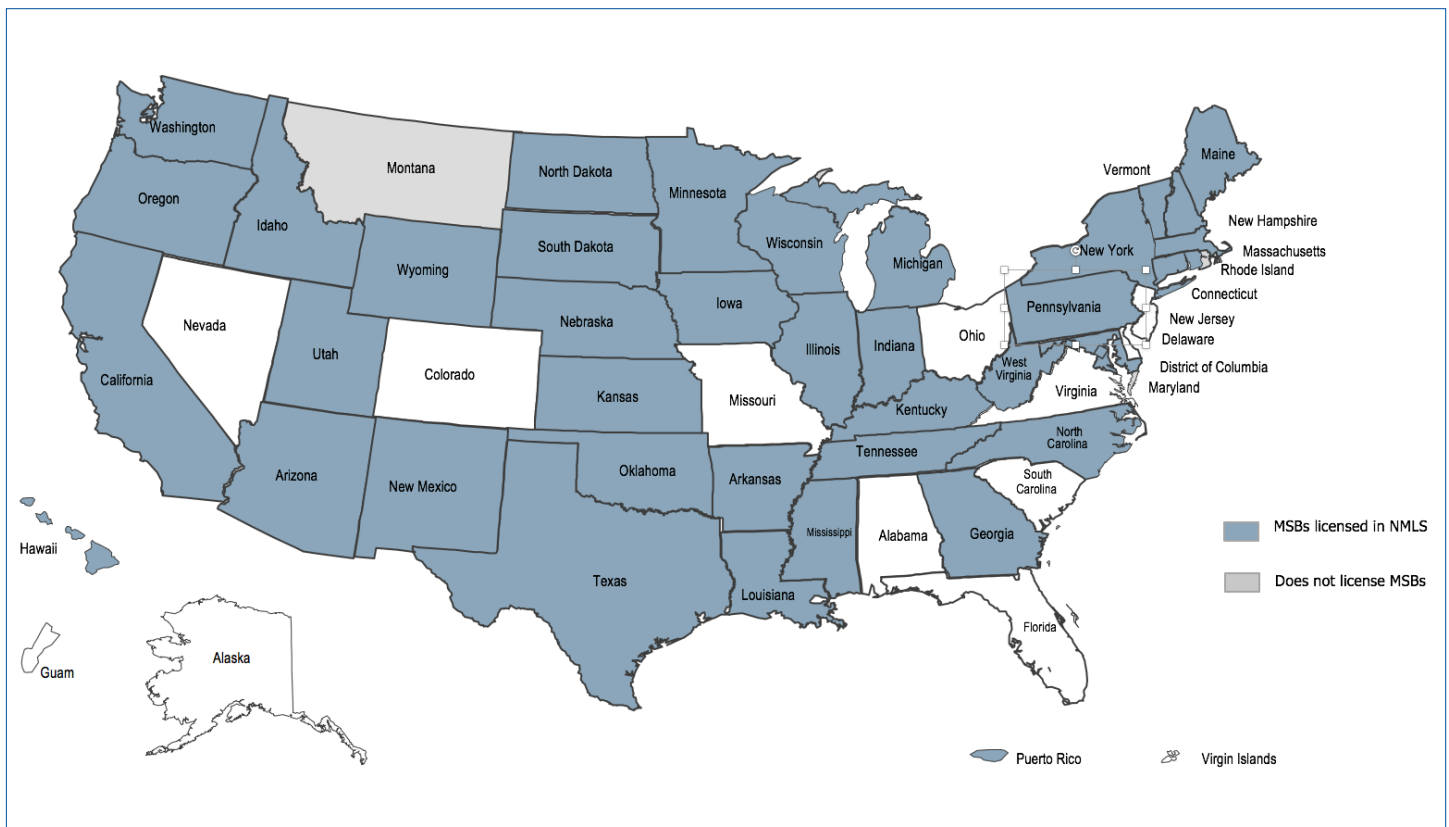 Washington
Montana
North Dakota
Minnesota
Maine
Vermont
Oregon
Idaho
South Dakota
Wisconsin
Michigan
New York
New Hampshire
Massachusetts
Rhode Island
Connecticut
Wyoming
Iowa
Pennsylvania
New Jersey
Delaware
Nevada
Utah
Nebraska
Illinois
Indiana
Ohio
West
Virginia
District of Columbia
Maryland
California
Colorado
Kansas
Missouri
Kentucky
Virginia
North
Carolina
Tennessee
Arizona
New Mexico
Oklahoma
Arkansas
South
Carolina
Mississippi
Alabama
Georgia
MSBs licensed in NMLS
Hawaii
Texas
Louisiana
Does not license MSBs
Florida
Guam
Alaska
Puerto Rico
Virgin Islands